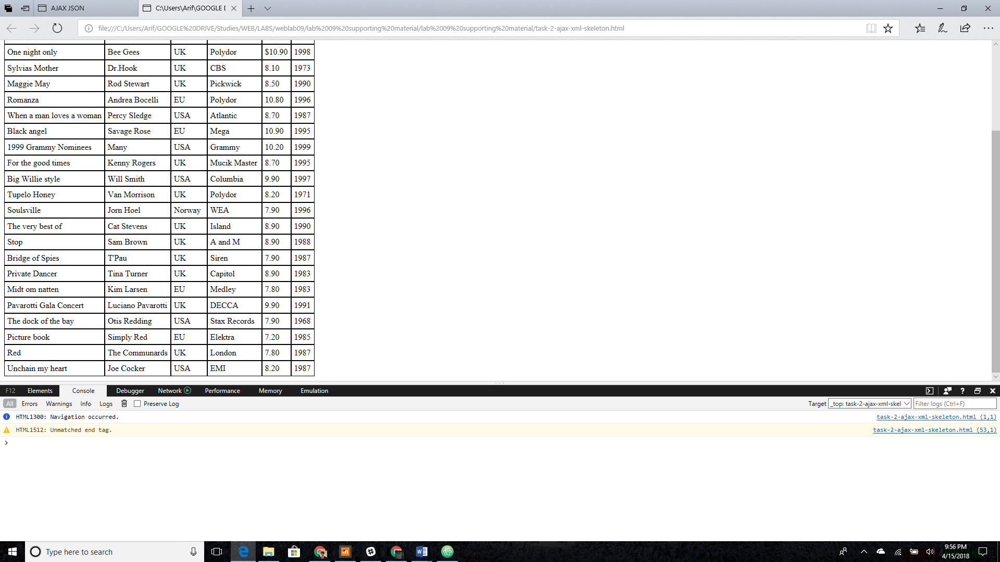 AJAX JSON C:\Users\Arif\GOOGLE
file:///C:/Users/Arif/GOOGLE%20DRIVE/Studies/WEB/LABS/weblab09/lab%2009%20supporting%20material/lab%2009%20supporting%20material/task-2-ajax-xml-skeleton.html
One night only Bee Gees UK Polydor $10.90 1998
Sylvias Mother Dr.Hook UK CBS 8.10 1973
Maggie May Rod Stewart UK Pickwick 8.50 1990
Romanza Andrea Bocelli EU Polydor 10.80 1996
When a man loves a woman Percy Sledge USA Atlantic 8.70 1987
Black angel Savage Rose EU Mega 10.90 1995
1999 Grammy Nominees Many USA Grammy 10.20 1999
For the good times Kenny Rogers UK Mucik Master 8.70 1995
Big Willie style Will Smith USA Columbia 9.90 1997
Tupelo Honey Van Morrison UK Polydor 8.20 1971
Soulsville Jorn Hoel Norway WEA 7.90 1996
The very best of Cat Stevens UK Island 8.90 1990
Stop Sam Brown UK A and M 8.90 1988
Bridge of Spies T'Pau UK Siren 7.90 1987
Private Dancer Tina Turner UK Capitol 8.90 1983
Midt om natten Kim Larsen EU Medley 7.80 1983
Pavarotti Gala Concert Luciano Pavarotti UK DECCA 9.90 1991
The dock of the bay Otis Redding USA Stax Records 7.90 1968
Picture book Simply Red EU Elektra 7.20 1985
Red The Communards UK London 7.80 1987
Unchain my heart Joe Cocker USA EMI 8.20 1987
F12 Elements Console Debugger Network Performance Memory Emulation
All Errors Warnings Info Logs Preserve Log Target _top: task-2-ajax-xml-skel Filter logs (Ctrl+F)
HTML1300: Navigation occurred. task-2-ajax-xml-skeleton.html (1,1)
HTML1512: Unmatched end tag. task-2-ajax-xml-skeleton.html (53,1)
Type here to search
9:56 PM
4/15/2018